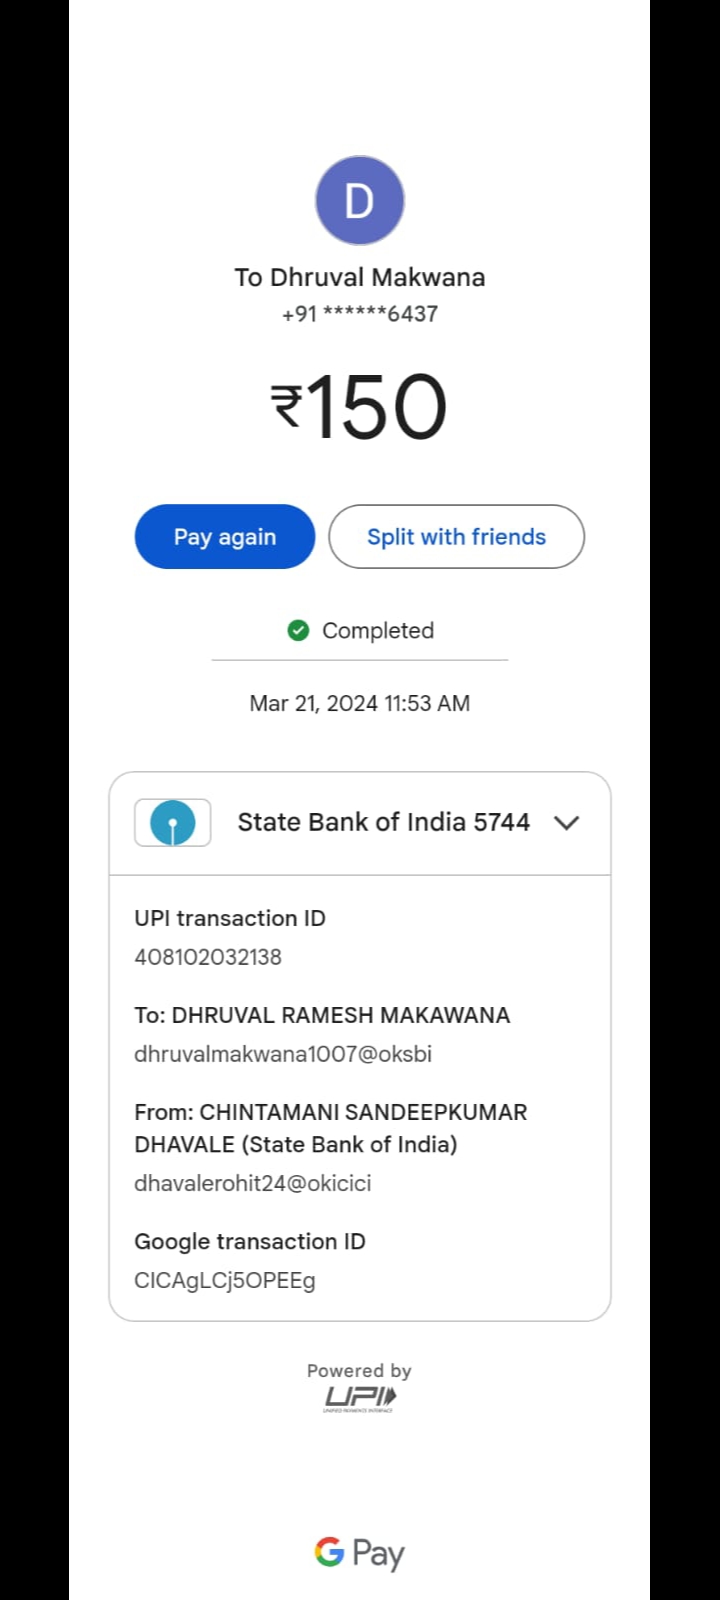 D
To Dhruval Makwana
+91 ******6437
₹150
Pay again
Split with friends
Completed
Mar 21, 2024 11:53 AM
State Bank of India 5744
UPI transaction ID
408102032138
To: DHRUVAL RAMESH MAKAWANA
dhruvalmakwana1007@oksbi
From: CHINTAMANI SANDEEPKUMAR
DHAVALE (State Bank of India)
dhavalerohit24@okicici
Google transaction ID
CICAgLCj5OPEEg
Powered by
UPI
UNIFIED PAYMENTS INTERFACE
G Pay